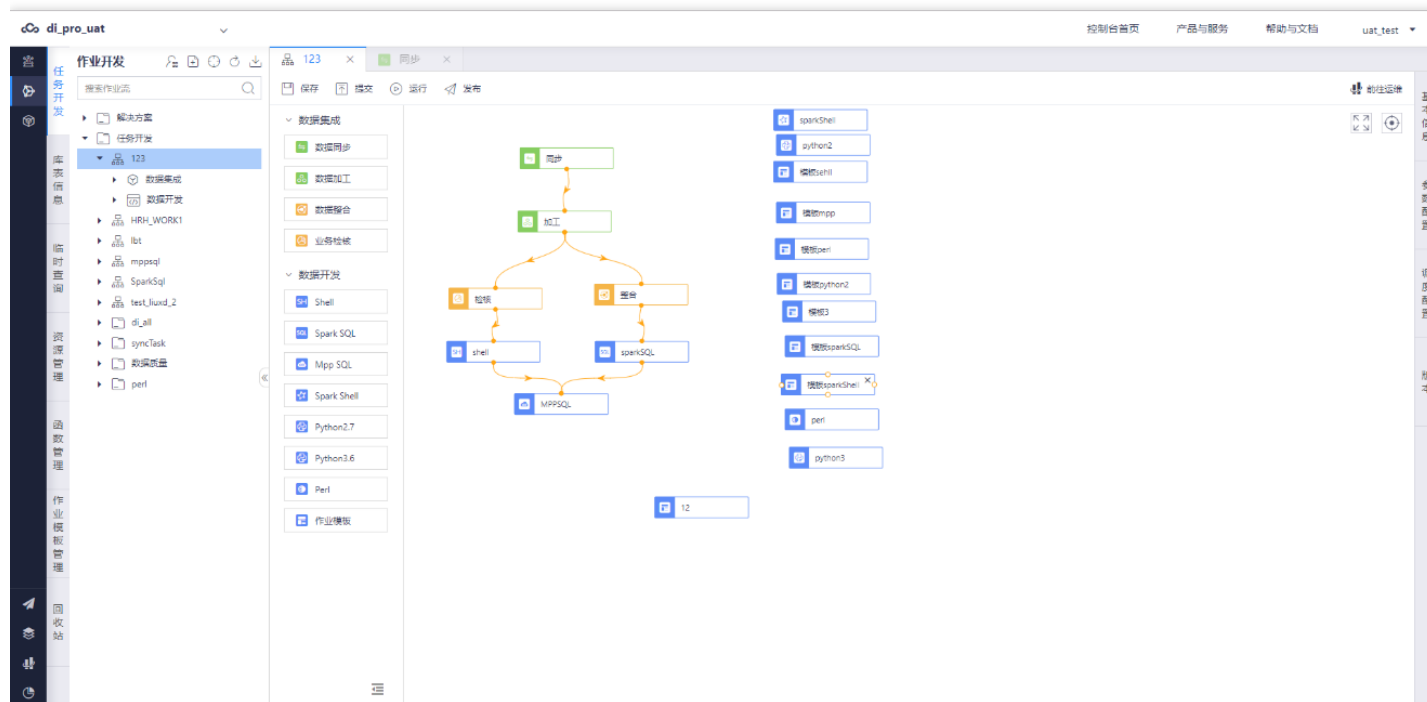 di_pro_uat
控制台首页
产品与服务
帮助与文档
uat_test
任务开发
库表信息
临时查询
资源管理
函数管理
作业模板管理
回收站
作业开发
搜索作业流
解决方案
任务开发
123
数据集成
数据开发
HRH_WORK1
lbt
mppsql
SparkSql
test_liuxd_2
di_all
syncTask
数据质量
perl
123
同步
保存
提交
运行
发布
前往运维
数据集成
数据同步
数据加工
数据整合
业务检核
数据开发
SH Shell
SQL Spark SQL
Mpp SQL
Spark Shell
Python2.7
Python3.6
Perl
作业模板
同步
加工
检核
整合
SH shell
sparkSQL
MPPSQL
12
sparkShell
python2
模板sehll
模板mpp
模板perl
模板python2
模板3
模板sparkSQL
模板sparkShell
perl
python3